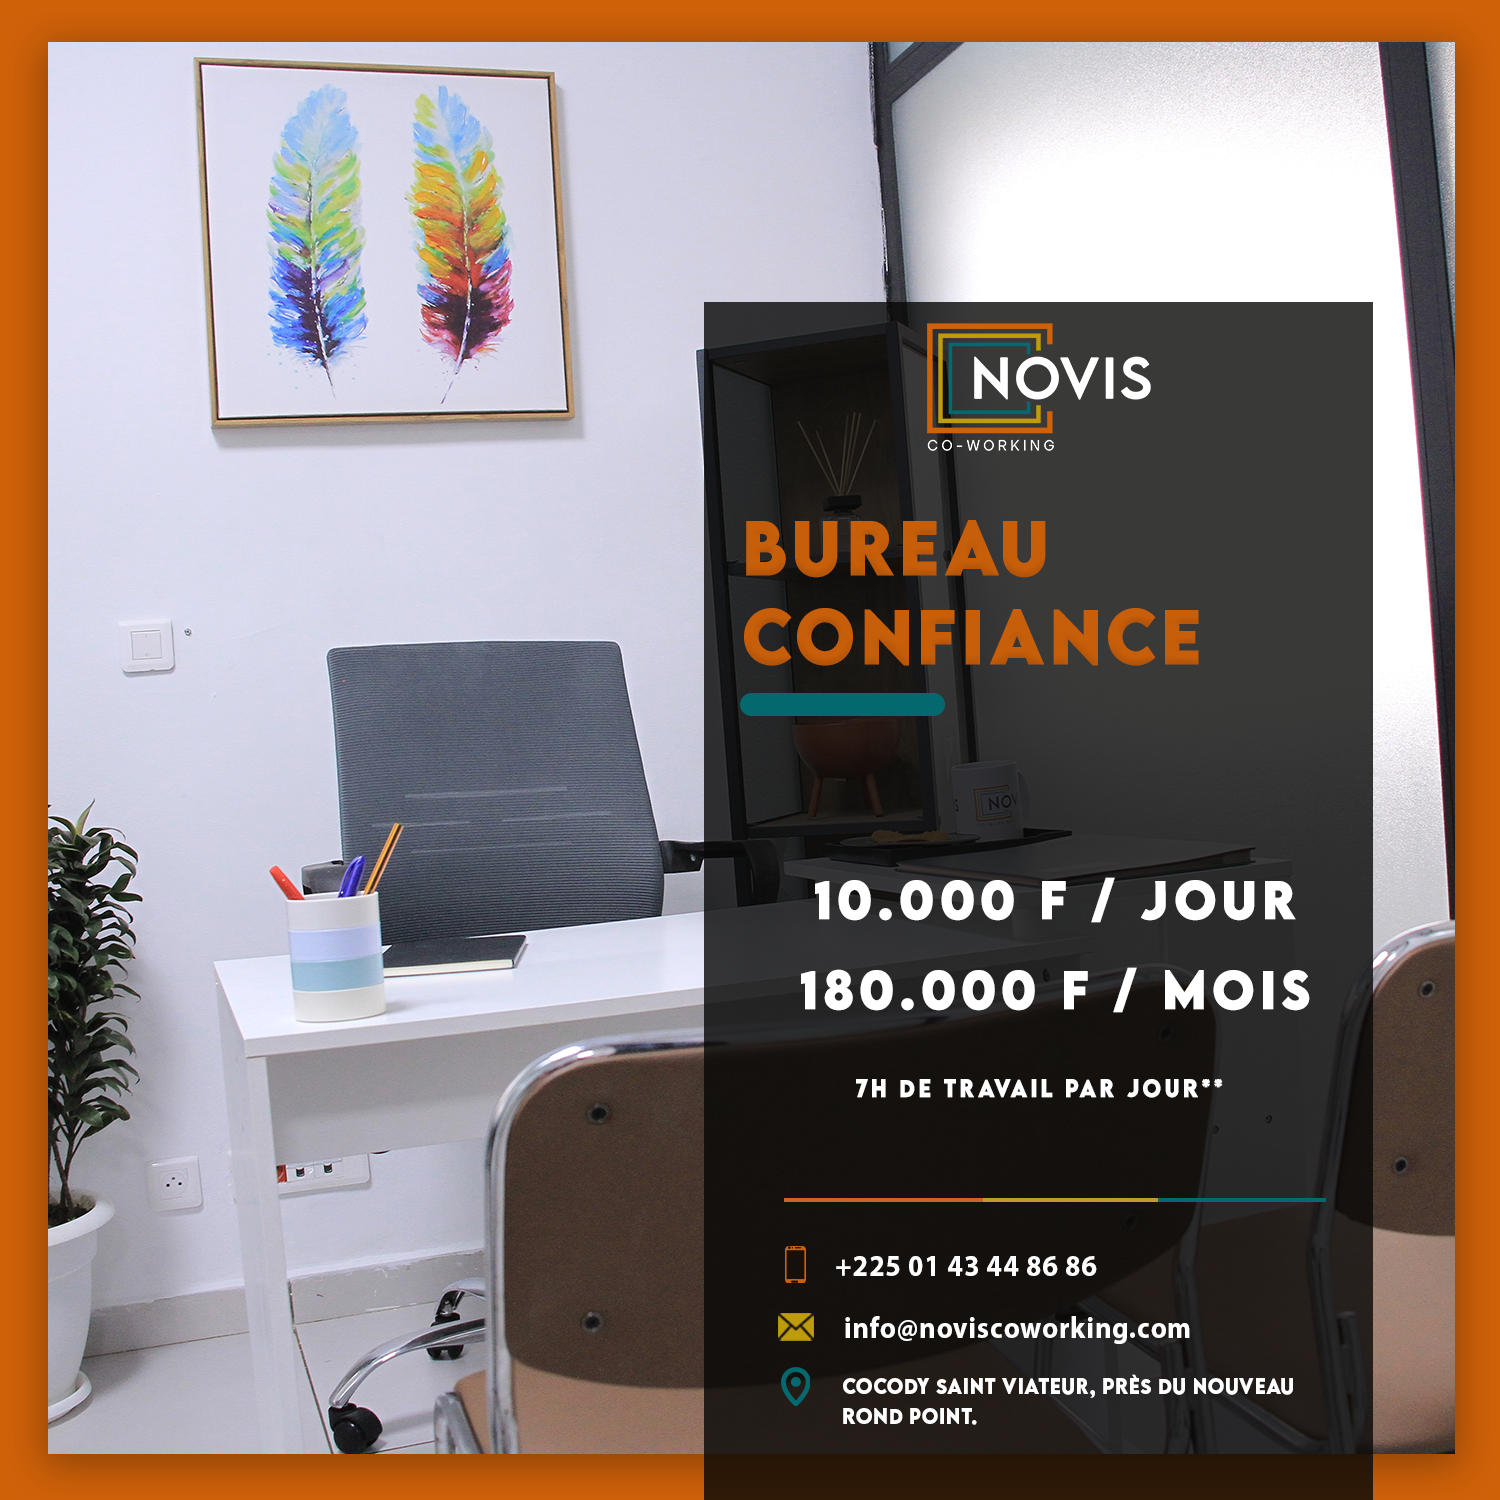 NOVIS
CO-WORKING
BUREAU
CONFIANCE
NOVIS
10.000 F / JOUR
180.000 F / MOIS
7H DE TRAVAIL PAR JOUR**
+225 01 43 44 86 86
info@noviscoworking.com
COCODY SAINT VIATEUR, PRÈS DU NOUVEAU
ROND POINT.